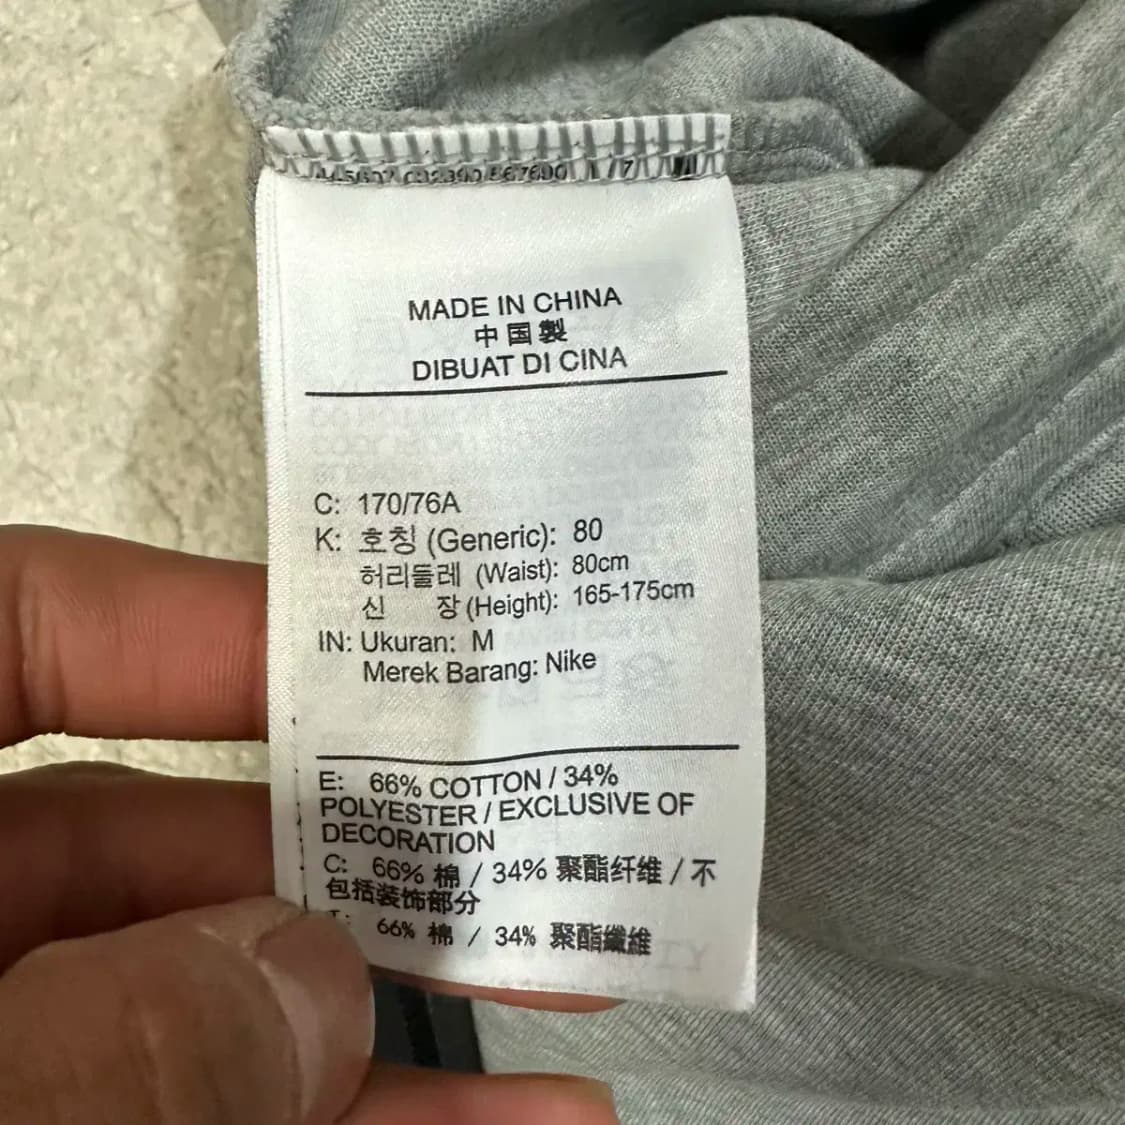 MADE IN CHINA
中国製
DIBUAT DI CINA
C: 170/76A
K: 호칭 (Generic): 80
허리둘레 (Waist): 80cm
신 장 (Height): 165-175cm
IN: Ukuran: M
Merek Barang: Nike
E: 66% COTTON / 34%
POLYESTER / EXCLUSIVE OF
DECORATION
C: 66% 棉 / 34% 聚酯纤维 / 不
包括装饰部分
T: 66% 棉 / 34% 聚酯纖維